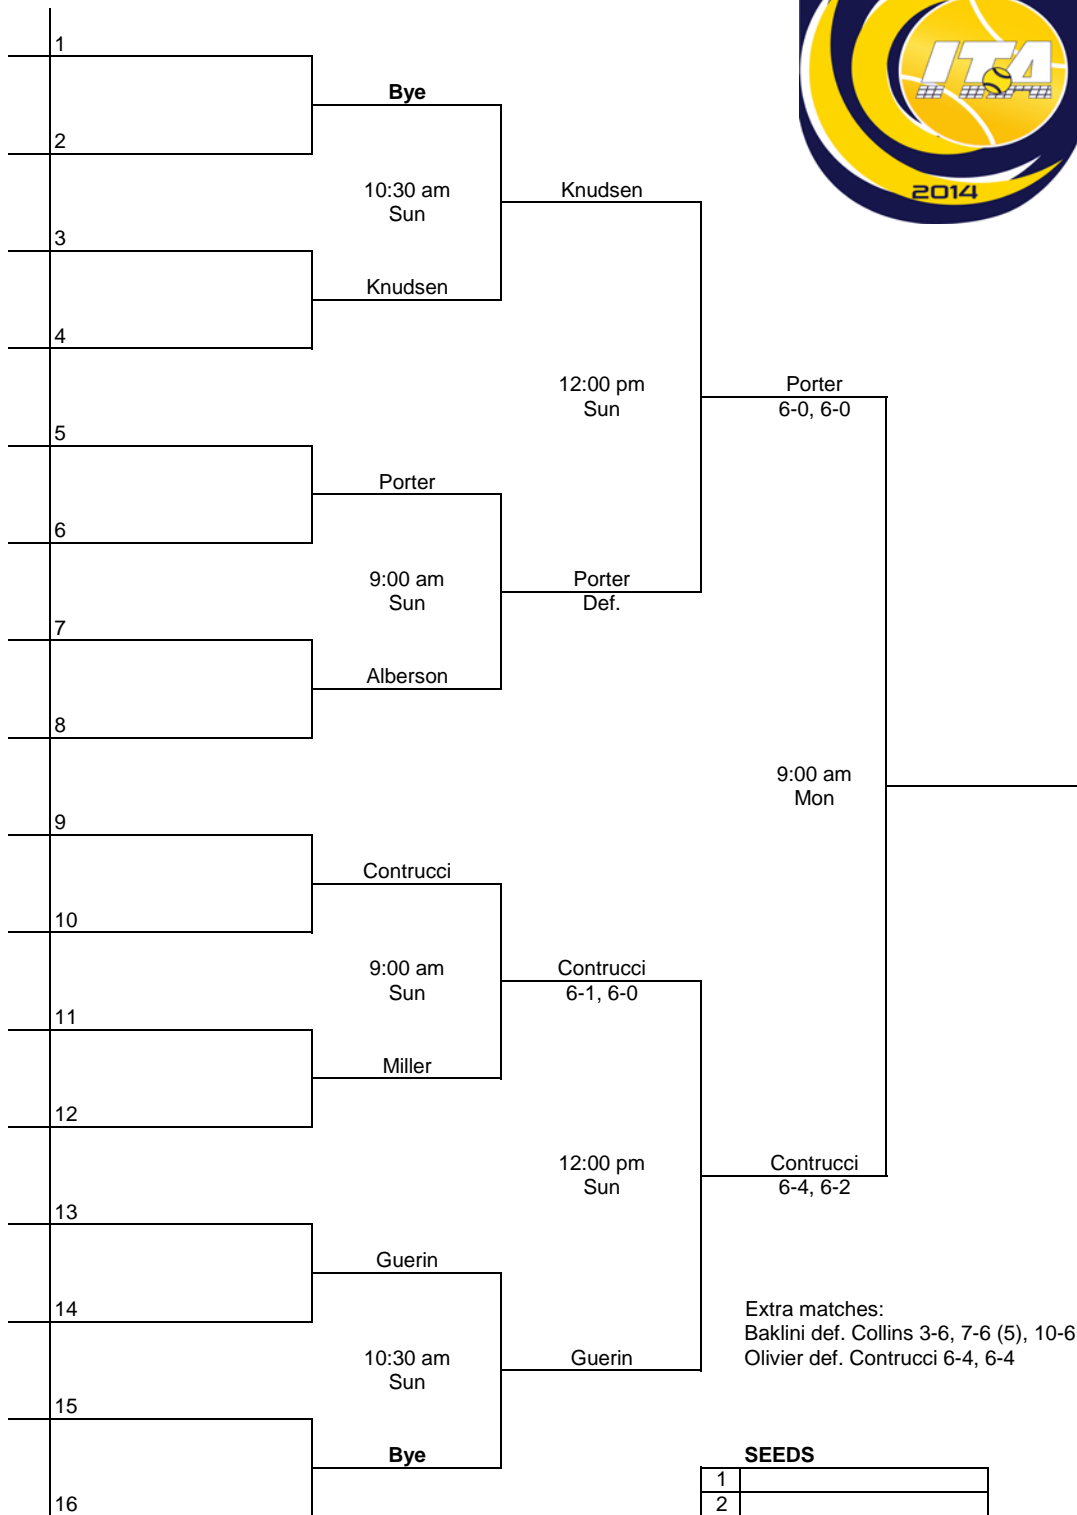 1
Bye
2
10:30 am
Sun
Knudsen
3
Knudsen
4
12:00 pm
Sun
Porter
6-0, 6-0
5
Porter
6
9:00 am
Sun
Porter
Def.
7
Alberson
8
9:00 am
Mon
9
Contrucci
10
9:00 am
Sun
Contrucci
6-1, 6-0
11
Miller
12
12:00 pm
Sun
Contrucci
6-4, 6-2
13
Guerin
14
10:30 am
Sun
Guerin
15
Bye
16
Extra matches:
Baklini def. Collins 3-6, 7-6 (5), 10-6
Olivier def. Contrucci 6-4, 6-4
SEEDS
1
2
ITA
2014